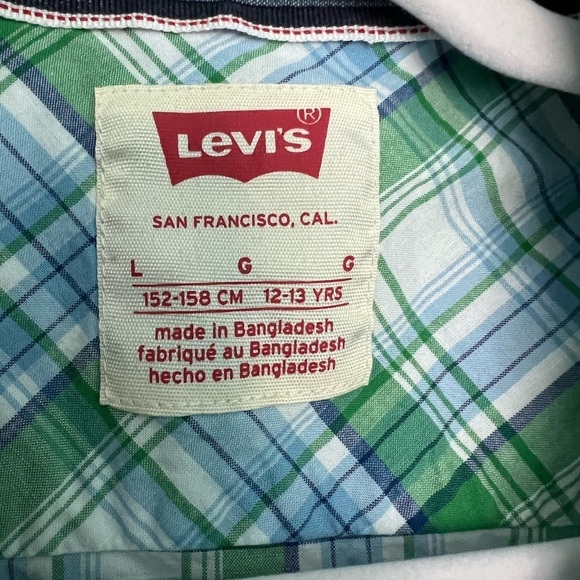 Levi's ®
SAN FRANCISCO, CAL.
L G G
152-158 CM 12-13 YRS
made in Bangladesh
fabriqué au Bangladesh
hecho en Bangladesh